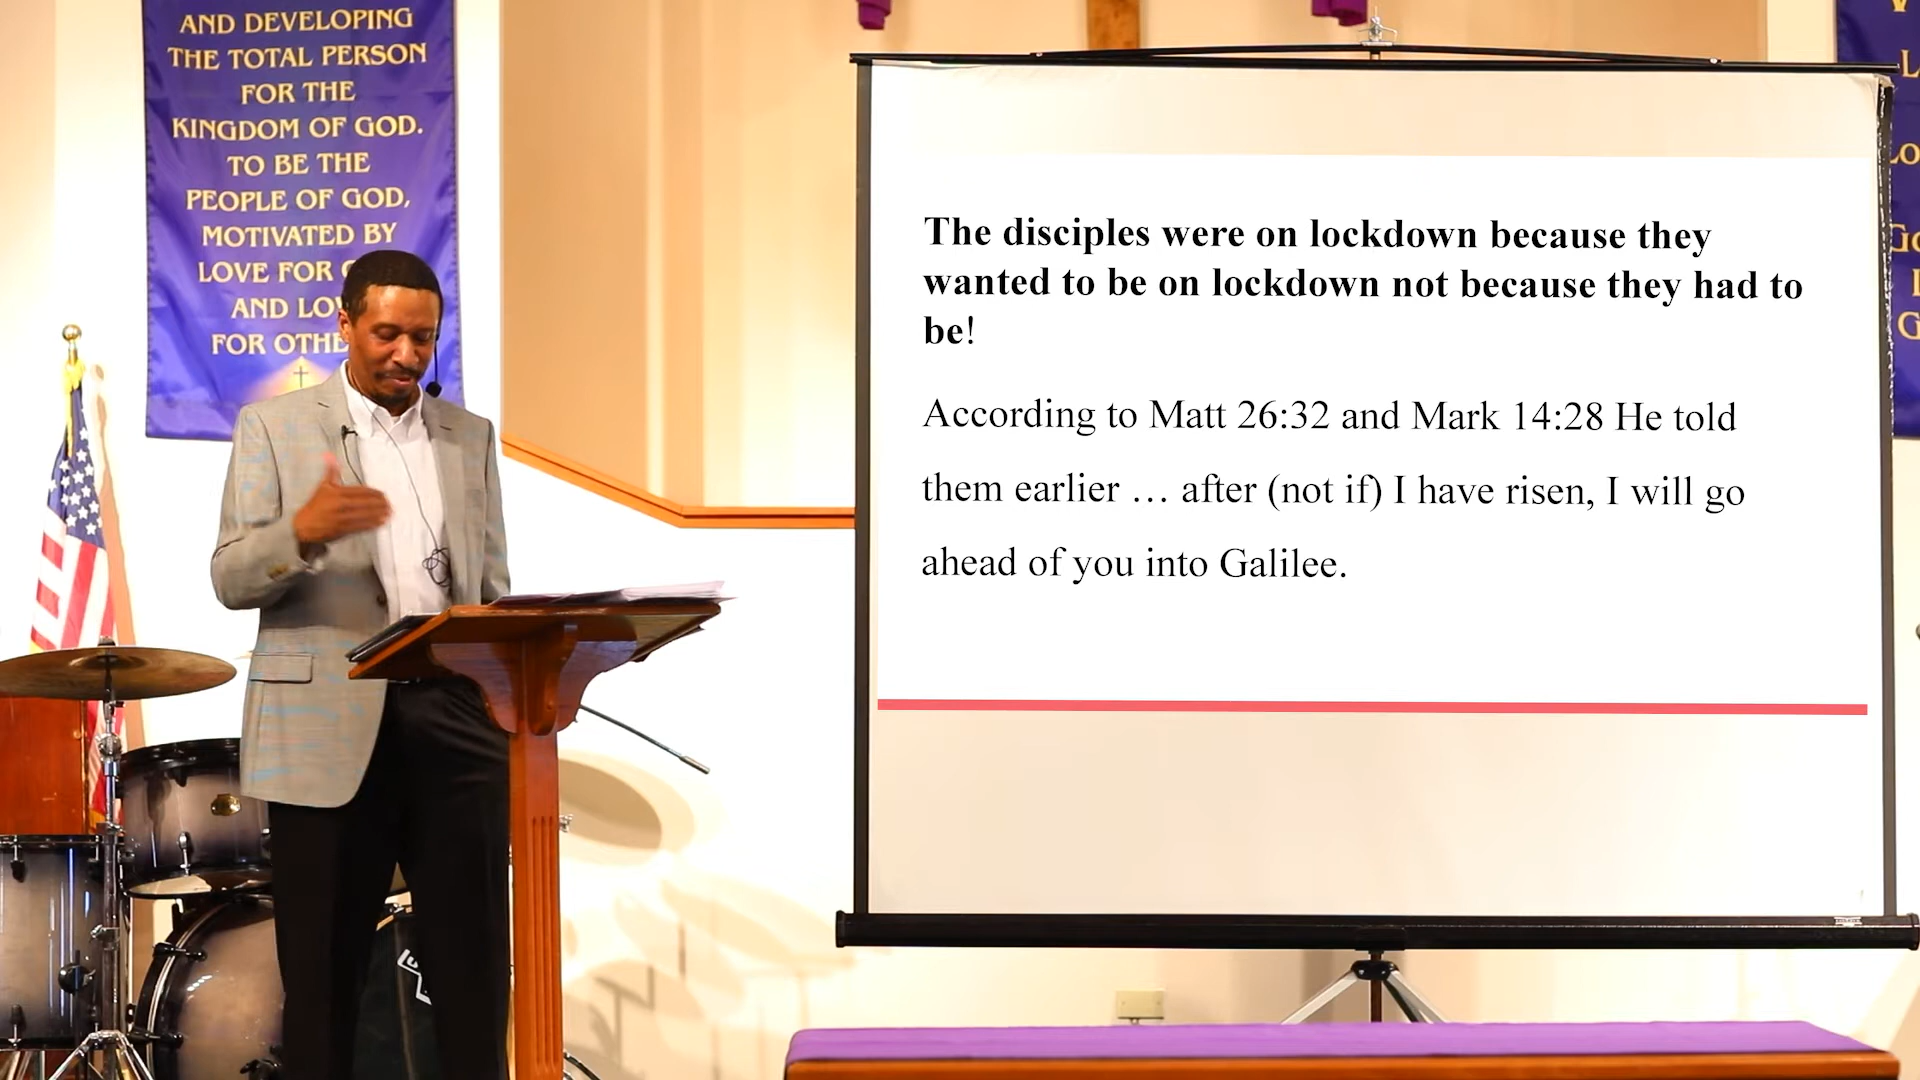 AND DEVELOPING
THE TOTAL PERSON
FOR THE
KINGDOM OF GOD.
TO BE THE
PEOPLE OF GOD,
MOTIVATED BY
LOVE FOR
AND
FOR
The disciples were on lockdown because they
wanted to be on lockdown not because they had to
be!
According to Matt 26:32 and Mark 14:28 He told
them earlier … after (not if) I have risen, I will go
ahead of you into Galilee.